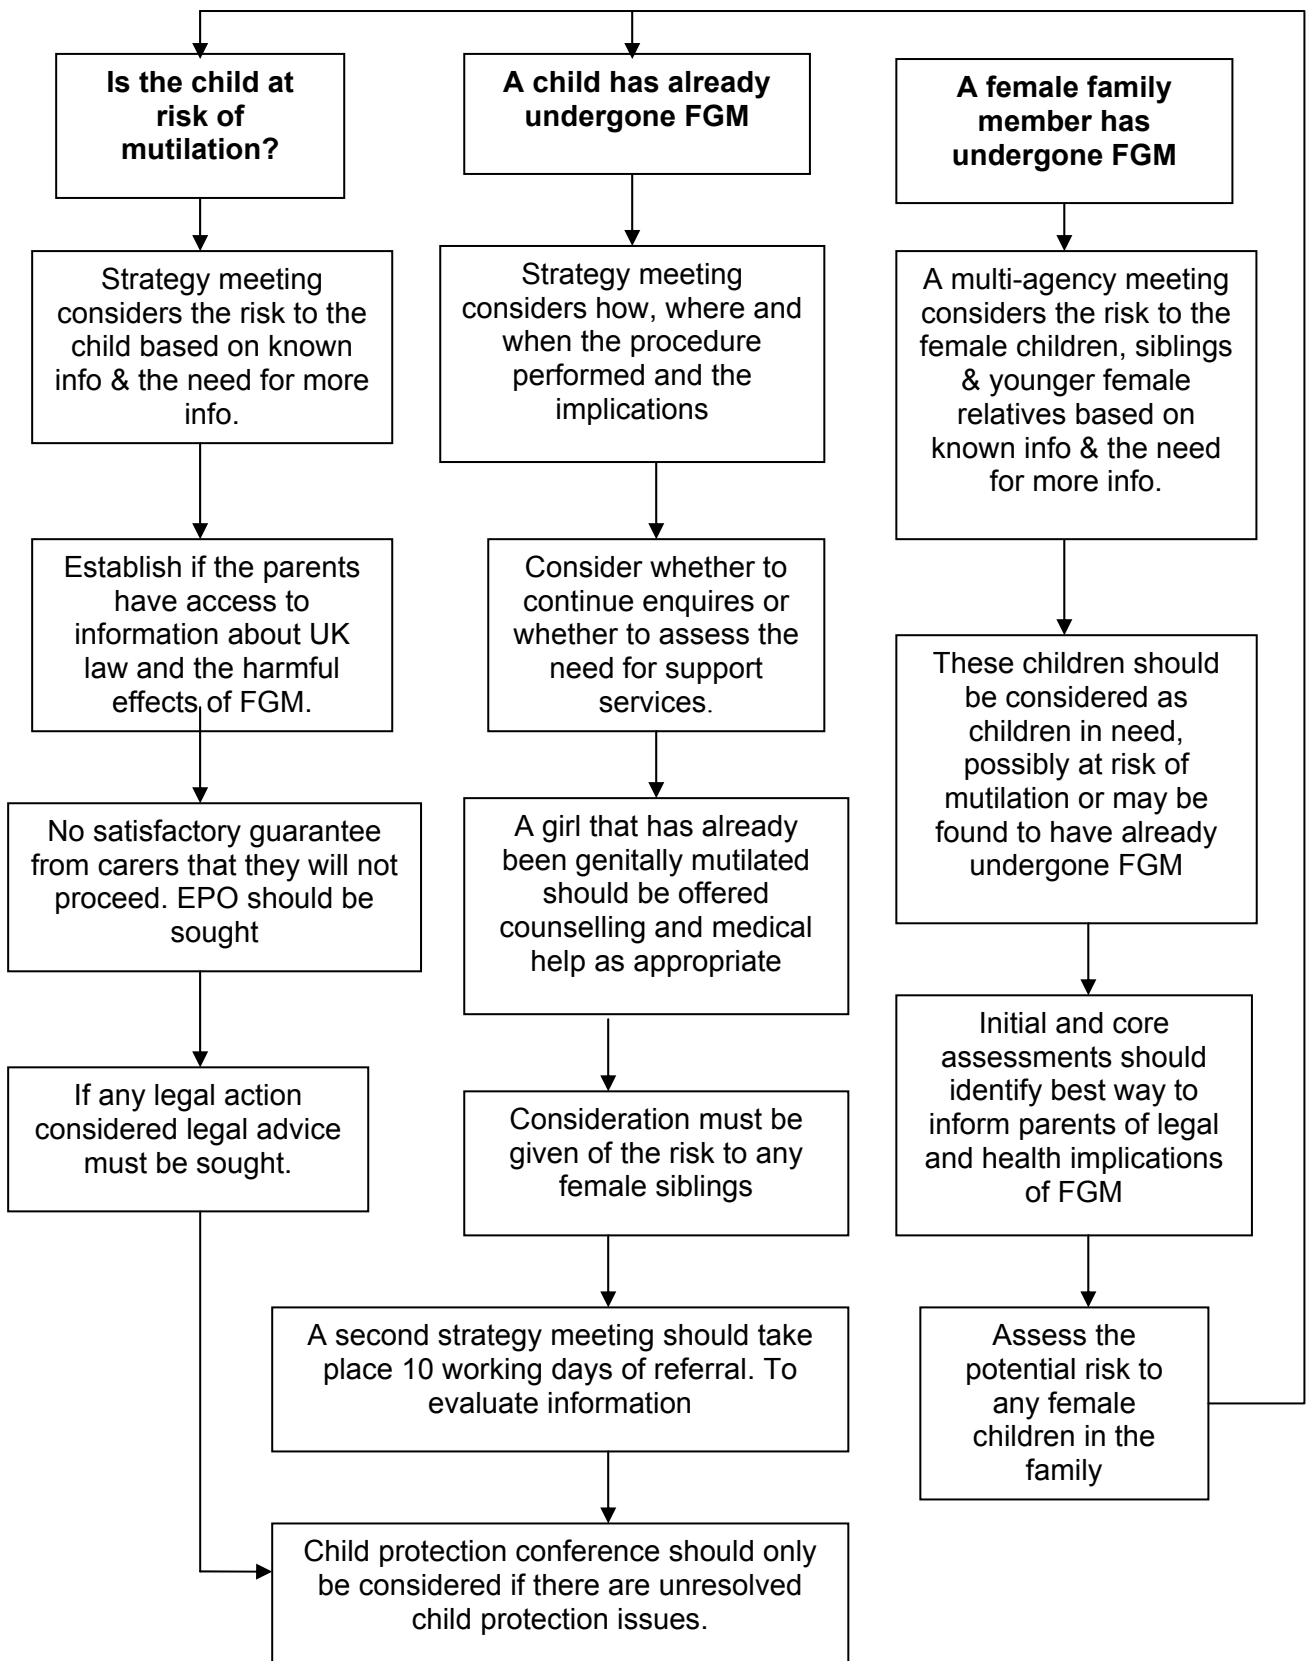 Is the child at
risk of
mutilation?
Strategy meeting
considers the risk to the
child based on known
info & the need for more
info.
Establish if the parents
have access to
information about UK
law and the harmful
effects of FGM.
No satisfactory guarantee
from carers that they will not
proceed. EPO should be
sought
If any legal action
considered legal advice
must be sought.
A child has already
undergone FGM
Strategy meeting
considers how, where and
when the procedure
performed and the
implications
Consider whether to
continue enquires or
whether to assess the
need for support
services.
A girl that has already
been genitally mutilated
should be offered
counselling and medical
help as appropriate
Consideration must be
given of the risk to any
female siblings
A second strategy meeting should take
place 10 working days of referral. To
evaluate information
Child protection conference should only
be considered if there are unresolved
child protection issues.
A female family
member has
undergone FGM
A multi-agency meeting
considers the risk to the
female children, siblings
& younger female
relatives based on
known info & the need
for more info.
These children should
be considered as
children in need,
possibly at risk of
mutilation or may be
found to have already
undergone FGM
Initial and core
assessments should
identify best way to
inform parents of legal
and health implications
of FGM
Assess the
potential risk to
any female
children in the
family